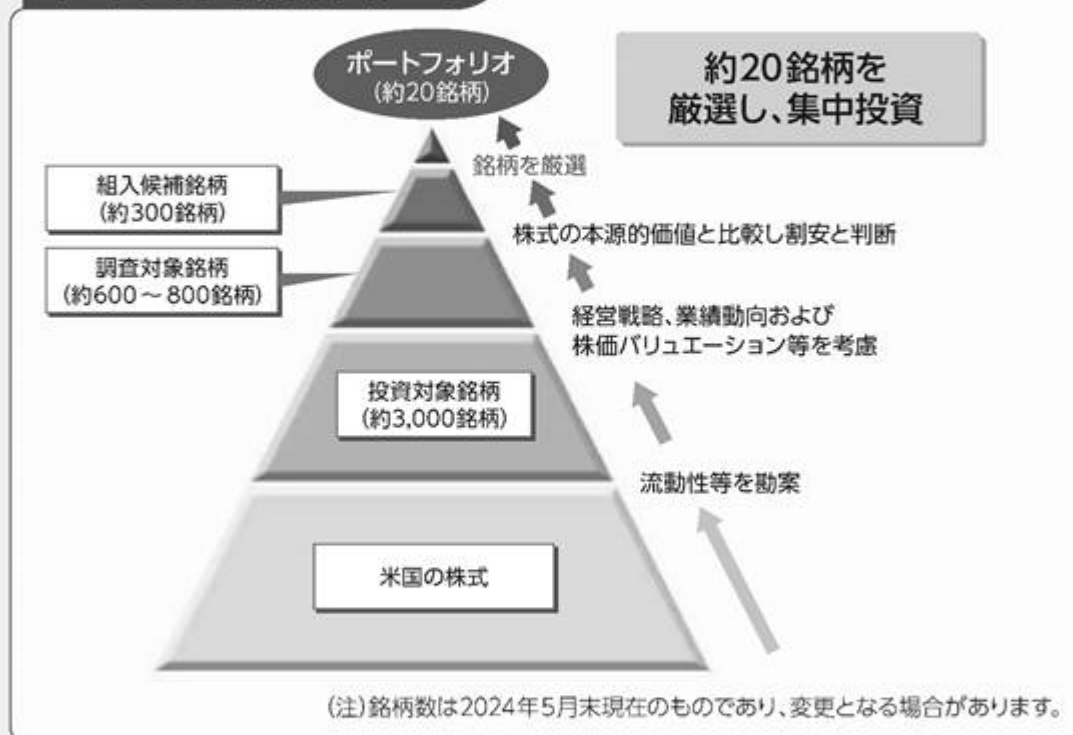 ポートフォリオ
(約20銘柄)
約20銘柄を
厳選し、集中投資
銘柄を厳選
組入候補銘柄
(約300銘柄)
株式の本源的価値と比較し割安と判断
調査対象銘柄
(約600～800銘柄)
経営戦略、業績動向および
株価バリュエーション等を考慮
投資対象銘柄
(約3,000銘柄)
流動性等を勘案
米国の株式
(注)銘柄数は2024年5月末現在のものであり、変更となる場合があります。